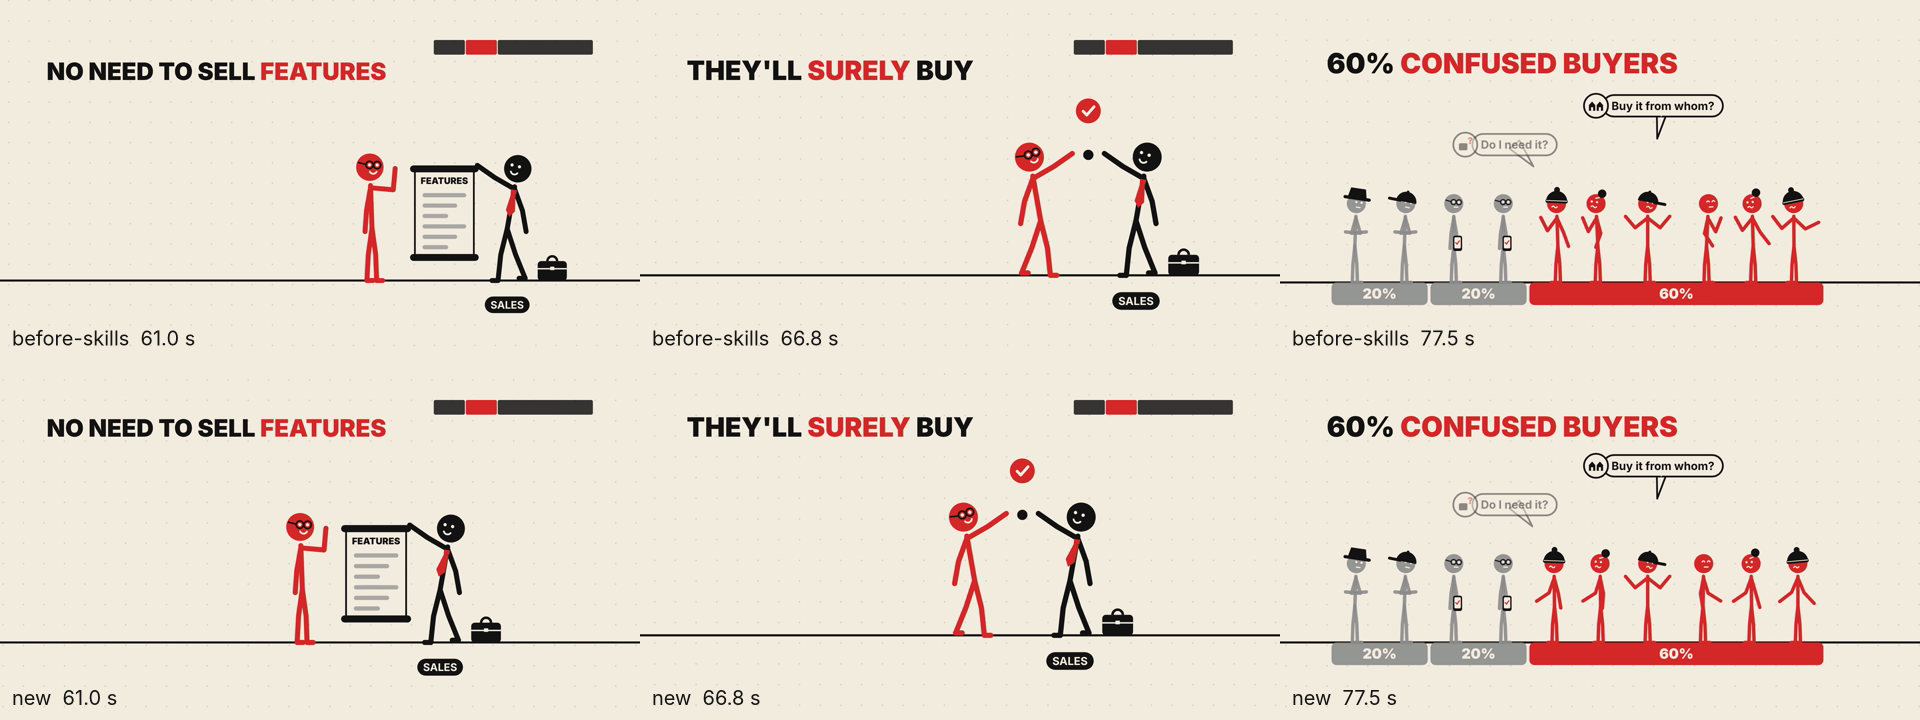 NO NEED TO SELL FEATURES
FEATURES
SALES
before-skills 61.0 s
THEY'LL SURELY BUY
SALES
before-skills 66.8 s
60% CONFUSED BUYERS
Buy it from whom?
? Do I need it?
20% 20% 60%
before-skills 77.5 s
NO NEED TO SELL FEATURES
FEATURES
SALES
new 61.0 s
THEY'LL SURELY BUY
SALES
new 66.8 s
60% CONFUSED BUYERS
Buy it from whom?
? Do I need it?
20% 20% 60%
new 77.5 s